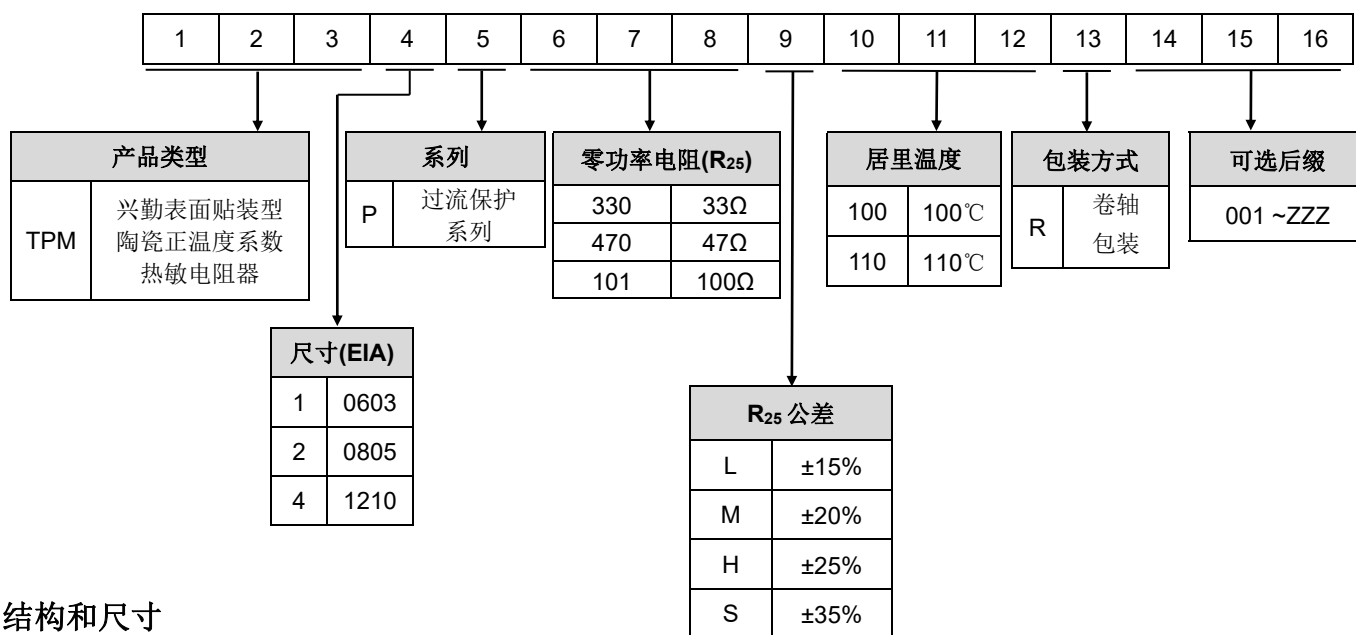 1 2 3 4 5 6 7 8 9 10 11 12 13 14 15 16
产品类型
TPM
兴勤表面贴装型
陶瓷正温度系数
热敏电阻器
系列
P
过流保护
系列
零功率电阻(R25)
330 33Ω
470 47Ω
101 100Ω
居里温度
100 100℃
110 110℃
包装方式
R
卷轴
包装
可选后缀
001 ~ZZZ
尺寸(EIA)
1 0603
2 0805
4 1210
R25 公差
L ±15%
M ±20%
H ±25%
S ±35%
结构和尺寸